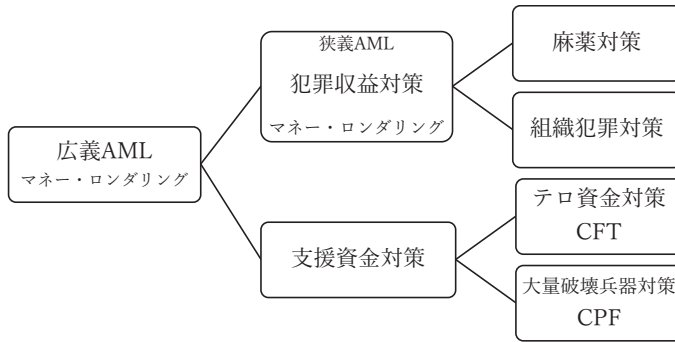 広義AML
マネー・ロンダリング
狭義AML
犯罪収益対策
マネー・ロンダリング
支援資金対策
麻薬対策
組織犯罪対策
テロ資金対策
CFT
大量破壊兵器対策
CPF